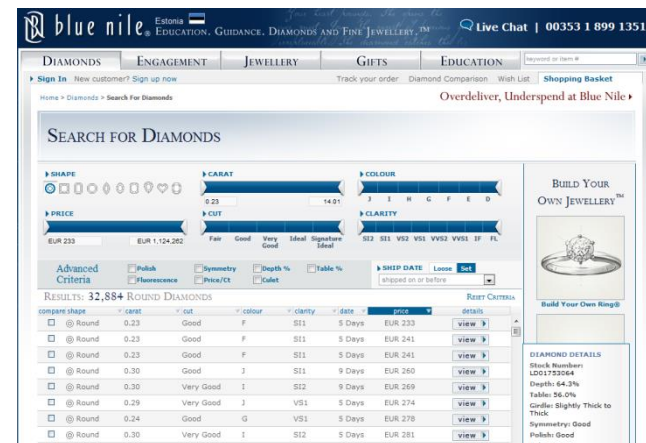 blue nile® Estonia
EDUCATION, GUIDANCE, DIAMONDS AND FINE JEWELLERY.™
Live Chat | 00353 1 899 1351
DIAMONDS ENGAGEMENT JEWELLERY GIFTS EDUCATION keyword or item #
Sign In New customer? Sign up now Track your order Diamond Comparison Wish List Shopping Basket
Home > Diamonds > Search For Diamonds Overdeliver, Underspend at Blue Nile
SEARCH FOR DIAMONDS
SHAPE CARAT COLOUR
0.23 14.01 J I H G F E D
PRICE CUT CLARITY
EUR 233 EUR 1,124,262 Fair Good Very Good Ideal Signature Ideal SI2 SI1 VS2 VS1 VVS2 VVS1 IF FL
BUILD YOUR
OWN JEWELLERY™
Build Your Own Ring®
Advanced Criteria Polish Symmetry Depth % Table % SHIP DATE Loose Set
Fluorescence Price/Ct Culet shipped on or before
RESULTS: 32,884 ROUND DIAMONDS RESET CRITERIA
compare shape carat cut colour clarity date price details
Round 0.23 Good F SI1 5 Days EUR 233 view
Round 0.23 Good F SI1 5 Days EUR 241 view
Round 0.23 Good F SI1 5 Days EUR 241 view
Round 0.30 Good J SI1 9 Days EUR 260 view
Round 0.30 Very Good I SI2 9 Days EUR 269 view
Round 0.29 Very Good J VS1 5 Days EUR 274 view
Round 0.24 Good G VS1 5 Days EUR 278 view
Round 0.30 Very Good I SI2 5 Days EUR 281 view
DIAMOND DETAILS
Stock Number:
LD01753064
Depth: 64.3%
Table: 56.0%
Girdle: Slightly Thick to
Thick
Symmetry: Good
Polish: Good